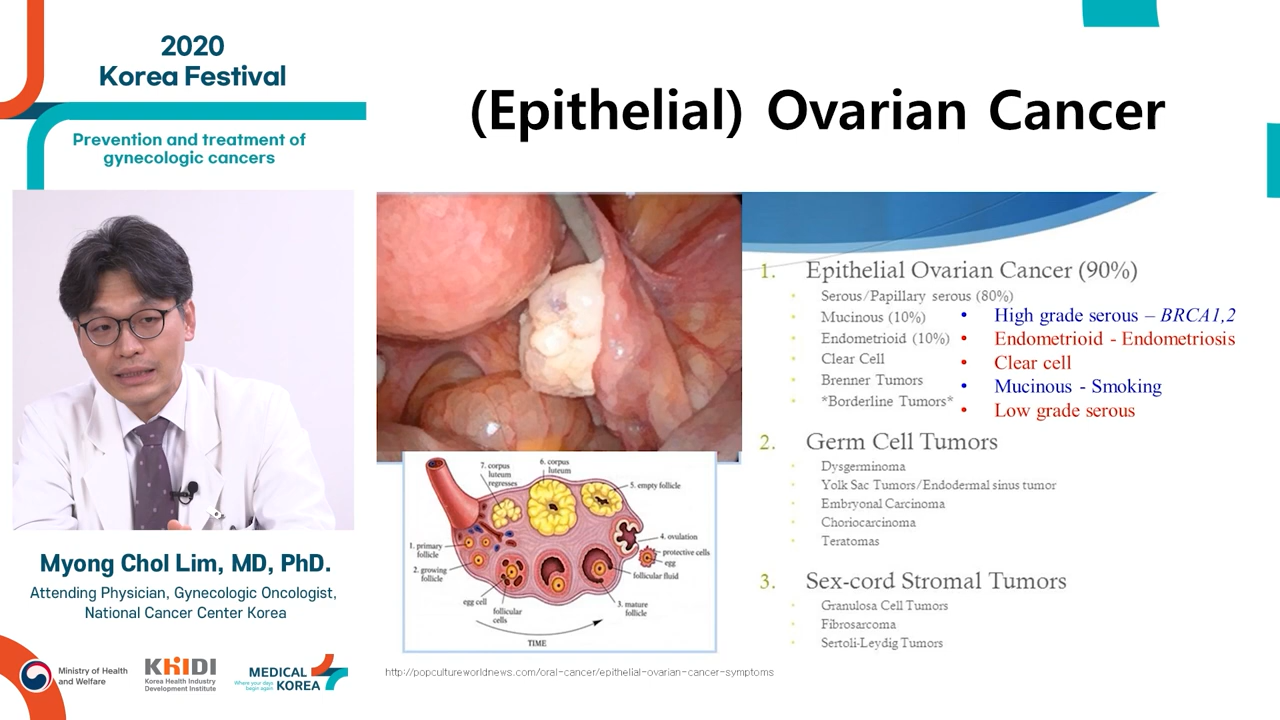 2020
Korea Festival
Prevention and treatment of
gynecologic cancers
(Epithelial) Ovarian Cancer
1. Epithelial Ovarian Cancer (90%)
Serous/Papillary serous (80%)
Mucinous (10%)
Endometrioid (10%)
Clear Cell
Brenner Tumors
*Borderline Tumors*
• High grade serous – BRCA1,2
• Endometrioid - Endometriosis
• Clear cell
• Mucinous - Smoking
• Low grade serous
2. Germ Cell Tumors
Dysgerminoma
Yolk Sac Tumors/Endodermal sinus tumor
Embryonal Carcinoma
Choriocarcinoma
Teratomas
3. Sex-cord Stromal Tumors
Granulosa Cell Tumors
Fibrosarcoma
Sertoli-Leydig Tumors
7. corpus
luteum
regresses
6. corpus
luteum
5. empty follicle
4. ovulation
protective cells
egg
follicular fluid
3. mature
follicle
1. primary
follicle
2. growing
follicle
egg cell
follicular
cells
TIME
http://popcultureworldnews.com/oral-cancer/epithelial-ovarian-cancer-symptoms
Myong Chol Lim, MD, PhD.
Attending Physician, Gynecologic Oncologist,
National Cancer Center Korea
Ministry of Health
and Welfare
KHIDI
Korea Health Industry
Development Institute
MEDICAL
KOREA
Where your days
begin again